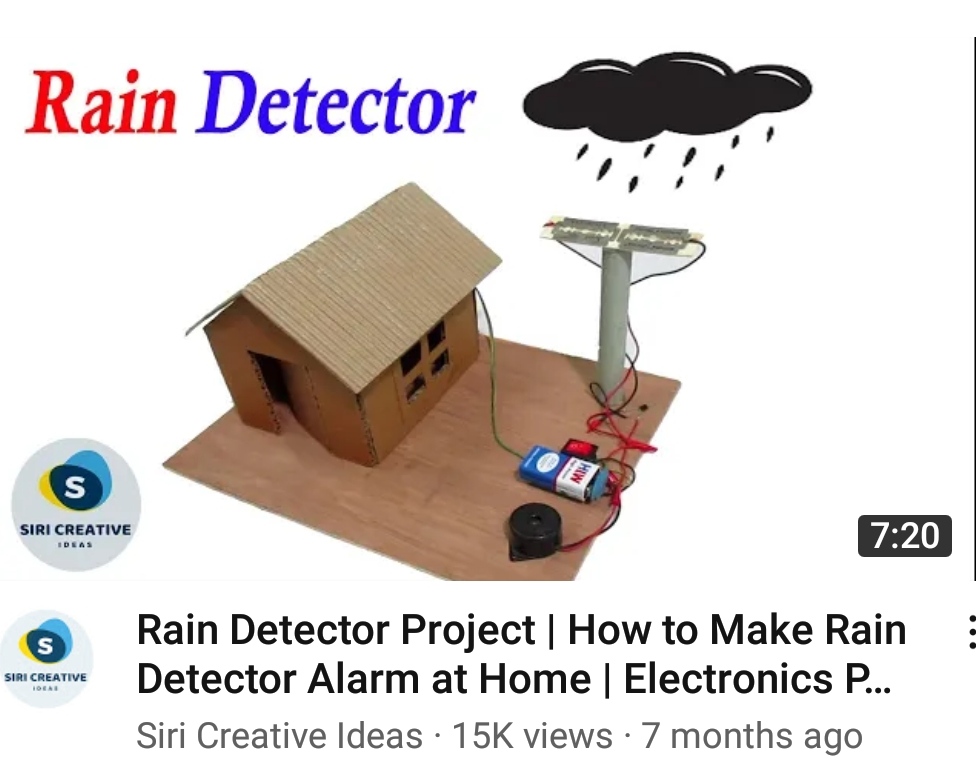 Rain Detector
HIW
S
SIRI CREATIVE
IDEAS
7:20
S
SIRI CREATIVE
IDEAS
Rain Detector Project | How to Make Rain
Detector Alarm at Home | Electronics P...
Siri Creative Ideas · 15K views · 7 months ago